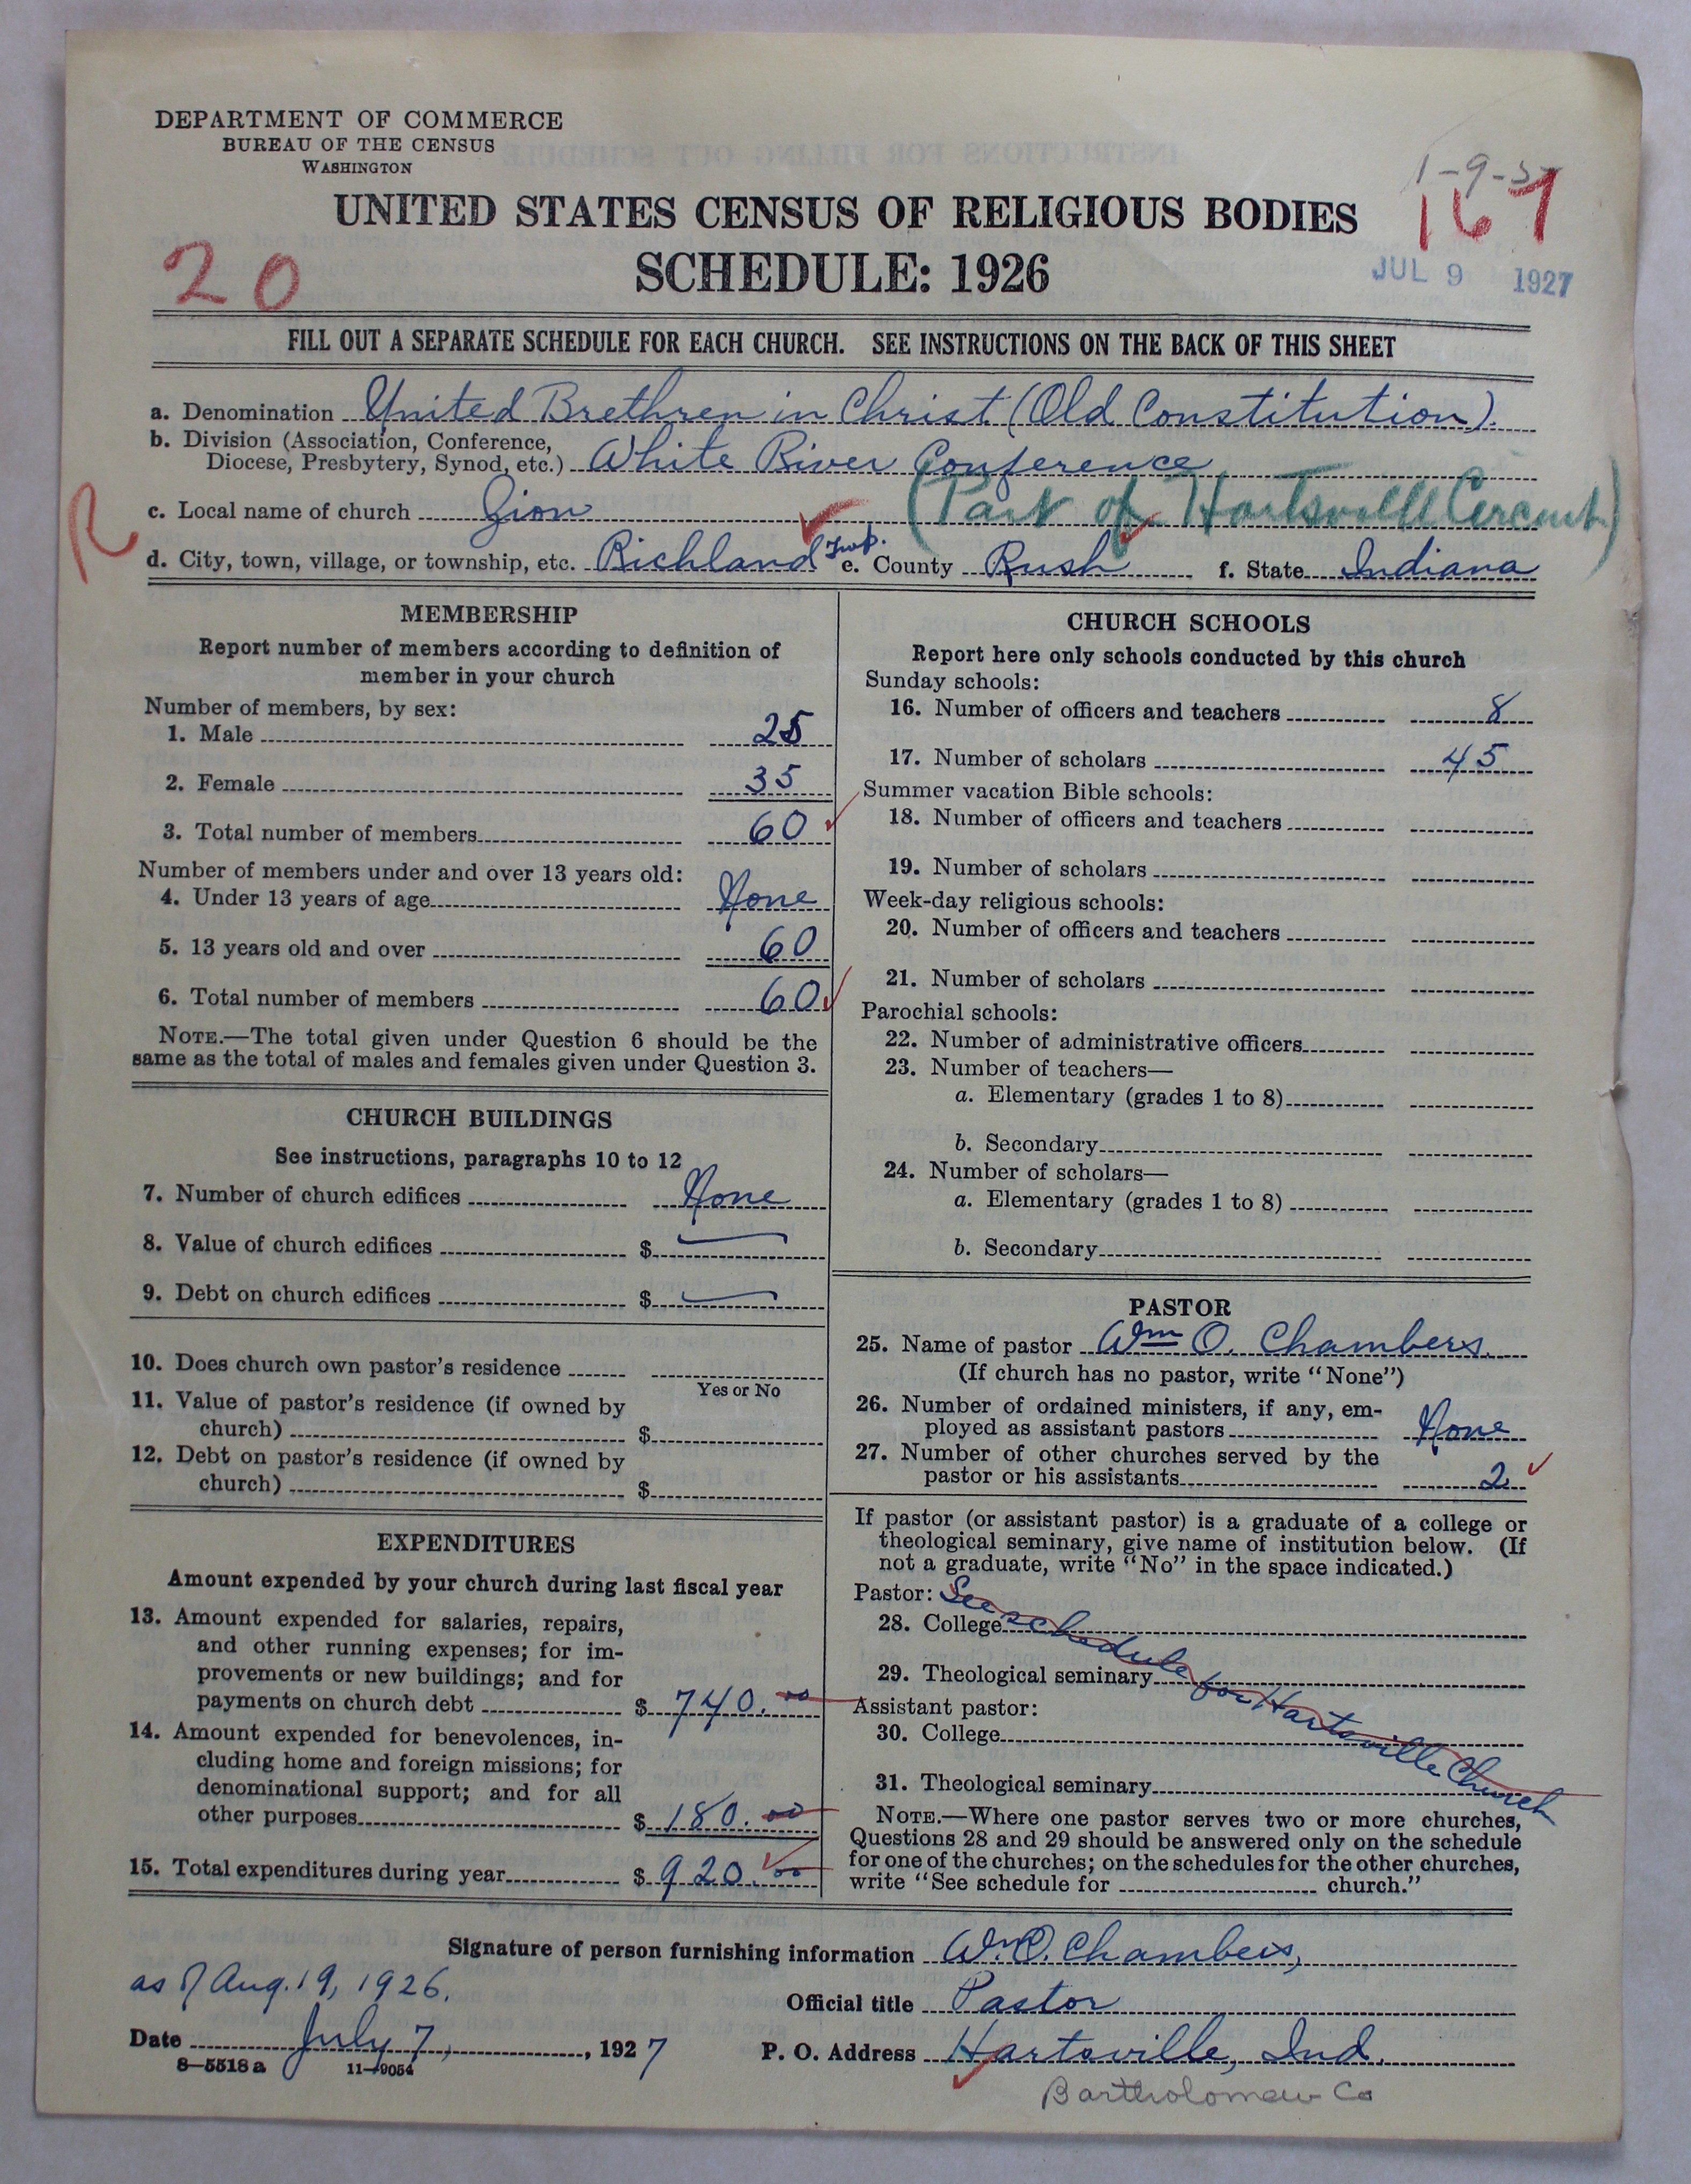 DEPARTMENT OF COMMERCE
BUREAU OF THE CENSUS
WASHINGTON
UNITED STATES CENSUS OF RELIGIOUS BODIES
167
20
SCHEDULE: 1926
JUL 9 1927
FILL OUT A SEPARATE SCHEDULE FOR EACH CHURCH. SEE INSTRUCTIONS ON THE BACK OF THIS SHEET
a. Denomination United Brethren in Christ (Old Constitution).
b. Division (Association, Conference,
Diocese, Presbytery, Synod, etc.) White River Conference
R
c. Local name of church Zion (Part of Hartsville Circuit)
d. City, town, village, or township, etc. Richland Twp. e. County Rush f. State Indiana
MEMBERSHIP
Report number of members according to definition of
member in your church
Number of members, by sex:
1. Male 25
2. Female 35
3. Total number of members 60
Number of members under and over 13 years old:
4. Under 13 years of age None
5. 13 years old and over 60
6. Total number of members 60
NOTE.—The total given under Question 6 should be the
same as the total of males and females given under Question 3.
CHURCH BUILDINGS
See instructions, paragraphs 10 to 12
7. Number of church edifices None
8. Value of church edifices $ —
9. Debt on church edifices $ —
10. Does church own pastor's residence
Yes or No
11. Value of pastor's residence (if owned by
church) $
12. Debt on pastor's residence (if owned by
church) $
EXPENDITURES
Amount expended by your church during last fiscal year
13. Amount expended for salaries, repairs,
and other running expenses; for im-
provements or new buildings; and for
payments on church debt $ 740.00
14. Amount expended for benevolences, in-
cluding home and foreign missions; for
denominational support; and for all
other purposes $ 180.00
15. Total expenditures during year $ 920.00
CHURCH SCHOOLS
Report here only schools conducted by this church
Sunday schools:
16. Number of officers and teachers 8
17. Number of scholars 45
Summer vacation Bible schools:
18. Number of officers and teachers
19. Number of scholars
Week-day religious schools:
20. Number of officers and teachers
21. Number of scholars
Parochial schools:
22. Number of administrative officers
23. Number of teachers—
a. Elementary (grades 1 to 8)
b. Secondary
24. Number of scholars—
a. Elementary (grades 1 to 8)
b. Secondary
PASTOR
25. Name of pastor Wm O. Chambers.
(If church has no pastor, write "None")
26. Number of ordained ministers, if any, em-
ployed as assistant pastors None
27. Number of other churches served by the
pastor or his assistants 2
If pastor (or assistant pastor) is a graduate of a college or
theological seminary, give name of institution below. (If
not a graduate, write "No" in the space indicated.)
Pastor:
See schedule for Hartsville Church
28. College
29. Theological seminary
Assistant pastor:
30. College
31. Theological seminary
NOTE.—Where one pastor serves two or more churches,
Questions 28 and 29 should be answered only on the schedule
for one of the churches; on the schedules for the other churches,
write "See schedule for church."
Signature of person furnishing information Wm O. Chambers,
as of Aug. 19, 1926.
Official title Pastor
Date July 7, 1927
P. O. Address Hartsville, Ind.
8—5518 a 11—9054
Bartholomew Co